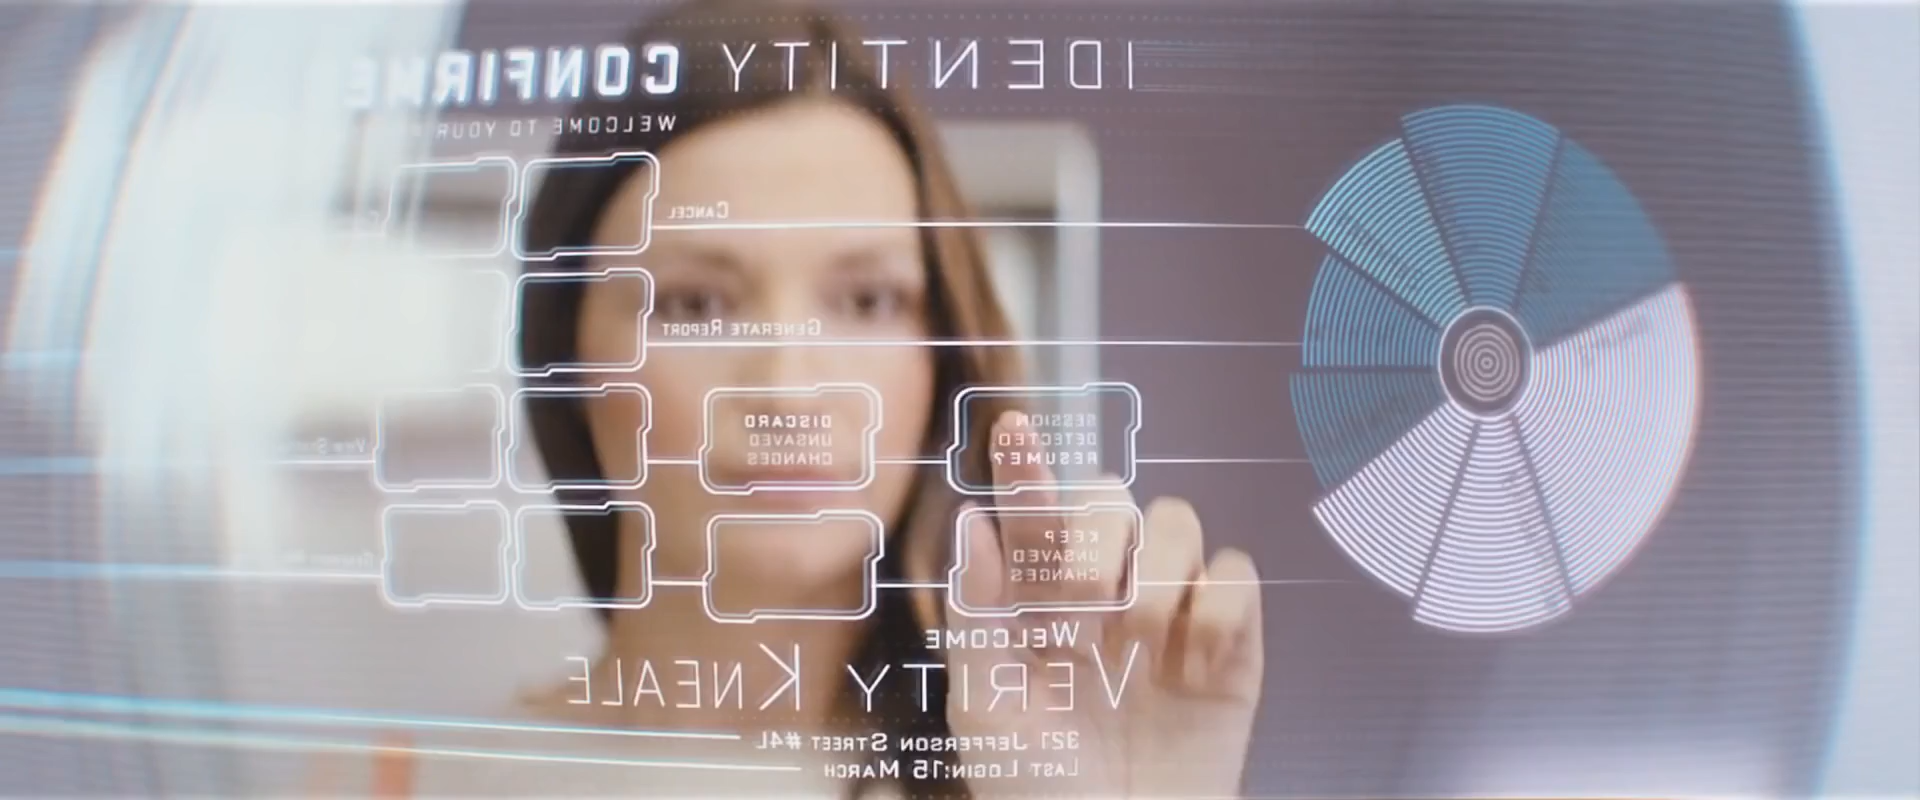 IDENTITY CONFIRME
WELCOME TO YOUR
CANCEL
GENERATE REPORT
SESSION
DETECTED
RESUME?
DISCARD
UNSAVED
CHANGES
KEEP
UNSAVED
CHANGES
WELCOME
VERITY KNEALE
321 JEFFERSON STREET #4L
LAST LOGIN:15 MARCH